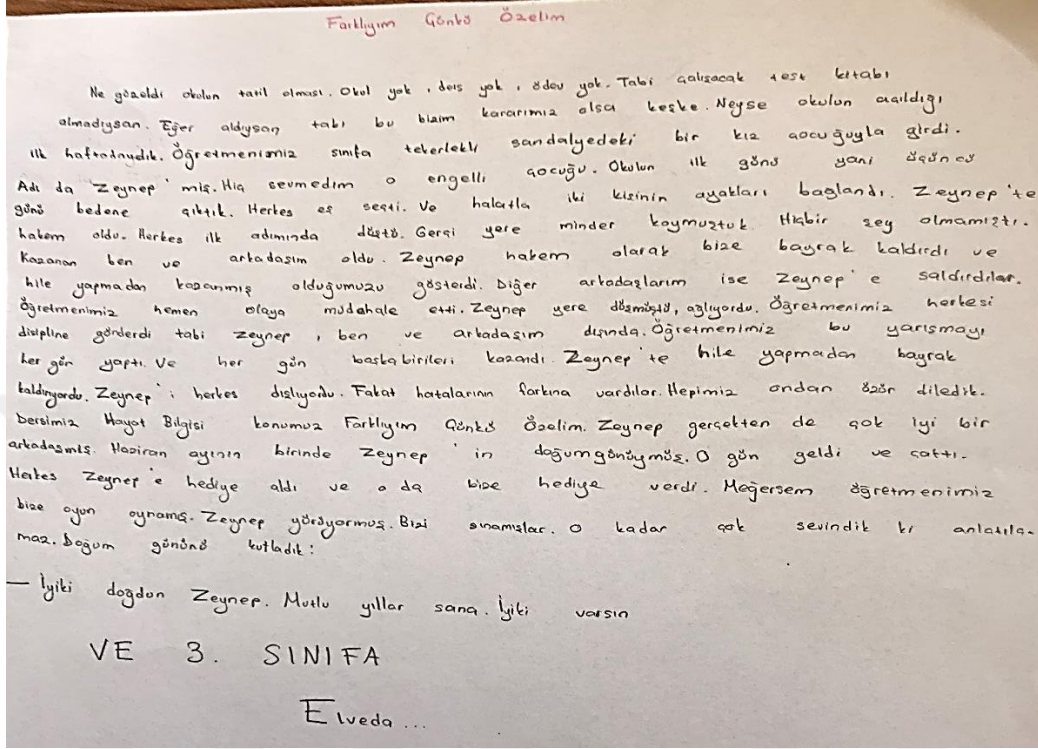 Farklıyım Günkü Özelim
Ne güzeldi okulun tatil olması. Okul yok, ders yok, ödev yok. Tabi çalışacak test kitabı
almadıysan. Eğer aldıysan tabi bu bizim kararımız olsa keşke. Neyse okulun açıldığı
ilk haftadaydık. Öğretmenimiz sınıfa tekerlekli sandalyedeki bir kız çocuğuyla girdi.
Adı da Zeynep'miş. Hiç sevmedim o engelli çocuğu. Okulun ilk günü yani üçüncü
günü bedene çıktık. Herkes eş seçti. Ve halatla iki kişinin ayakları bağlandı. Zeynep'te
hakem oldu. Herkes ilk adımında düştü. Gerçi yere minder koymuştuk. Hiçbir şey olmamıştı.
Kazanan ben ve arkadaşım oldu. Zeynep hakem olarak bize bayrak kaldırdı ve
hile yapmadan kazanmış olduğumuzu gösterdi. Diğer arkadaşlarım ise Zeynep'e saldırdılar.
Öğretmenimiz hemen olaya müdahale etti. Zeynep yere düşmüştü, ağlıyordu. Öğretmenimiz herkesi
disipline gönderdi tabi Zeynep, ben ve arkadaşım dışında. Öğretmenimiz bu yarışmayı
her gün yaptı. Ve her gün başka birileri kazandı. Zeynep'te hile yapmadan bayrak
kaldırıyordu. Zeynep'i herkes dışlıyordu. Fakat hatalarının farkına vardılar. Hepimiz ondan özür diledik.
Dersimiz Hayat Bilgisi konumuz Farklıyım Günkü Özelim. Zeynep gerçekten de çok iyi bir
arkadaşmış. Haziran ayının birinde Zeynep'in doğumgünüymüş. O gün geldi ve çattı.
Herkes Zeynep'e hediye aldı ve o da bize hediye verdi. Meğersem öğretmenimiz
bize oyun oynamış. Zeynep yürüyormuş. Bizi sınamışlar. O kadar çok sevindik ki anlatıla-
maz. Doğum gününü kutladık:
— İyiki doğdun Zeynep. Mutlu yıllar sana. İyiki varsın
VE 3. SINIFA
Elveda...